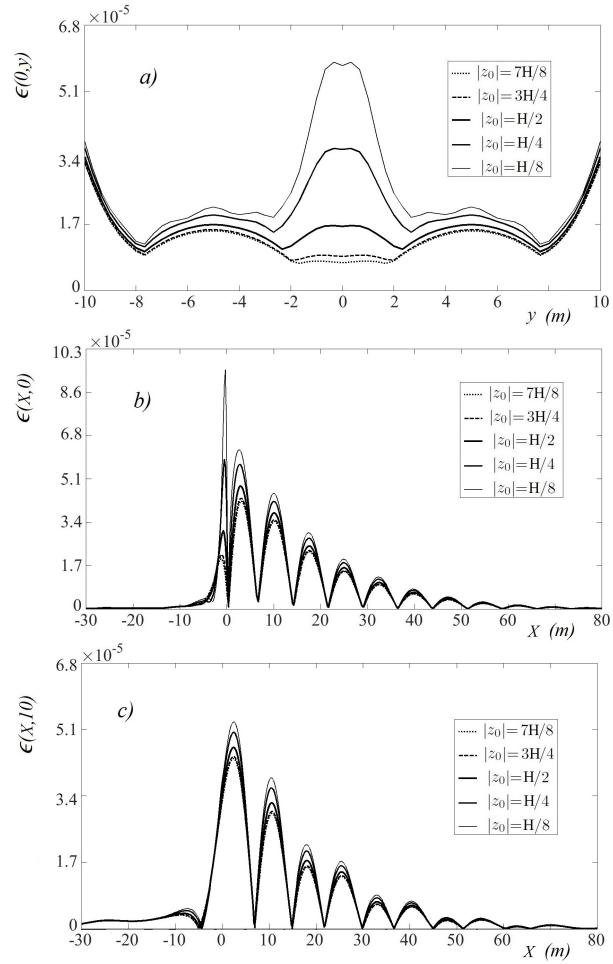 6.8 ×10⁻⁵
ϵ(0,y)
a)
5.1
3.4
1.7
0
|z₀|= 7H/8
|z₀|= 3H/4
|z₀|=H/2
|z₀|=H/4
|z₀|=H/8
-10 -8 -6 -4 -2 0 2 4 6 8 10
y (m)
10.3 ×10⁻⁵
ϵ(X,0)
b)
8.6
6.8
5.1
3.4
1.7
0
|z₀|= 7H/8
|z₀|= 3H/4
|z₀|=H/2
|z₀|=H/4
|z₀|=H/8
-30 -20 -10 0 10 20 30 40 50 60 70 80
X (m)
6.8 ×10⁻⁵
ϵ(X,10)
c)
5.1
3.4
1.7
0
|z₀|= 7H/8
|z₀|= 3H/4
|z₀|=H/2
|z₀|=H/4
|z₀|=H/8
-30 -20 -10 0 10 20 30 40 50 60 70 80
X (m)